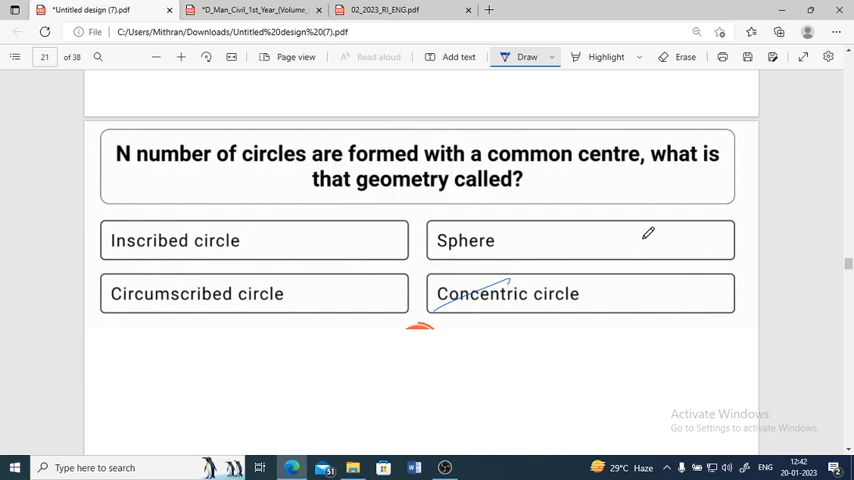 *Untitled design (7).pdf
*D_Man_Civil_1st_Year_(Volume_
02_2023_RI_ENG.pdf
File
C:/Users/Mithran/Downloads/Untitled%20design%20(7).pdf
21 of 38
Page view
Read aloud
Add text
Draw
Highlight
Erase
N number of circles are formed with a common centre, what is
that geometry called?
Inscribed circle
Sphere
Circumscribed circle
Concentric circle
Activate Windows
Go to Settings to activate Windows.
Type here to search
51
29°C Haze
ENG
12:42
20-01-2023
2